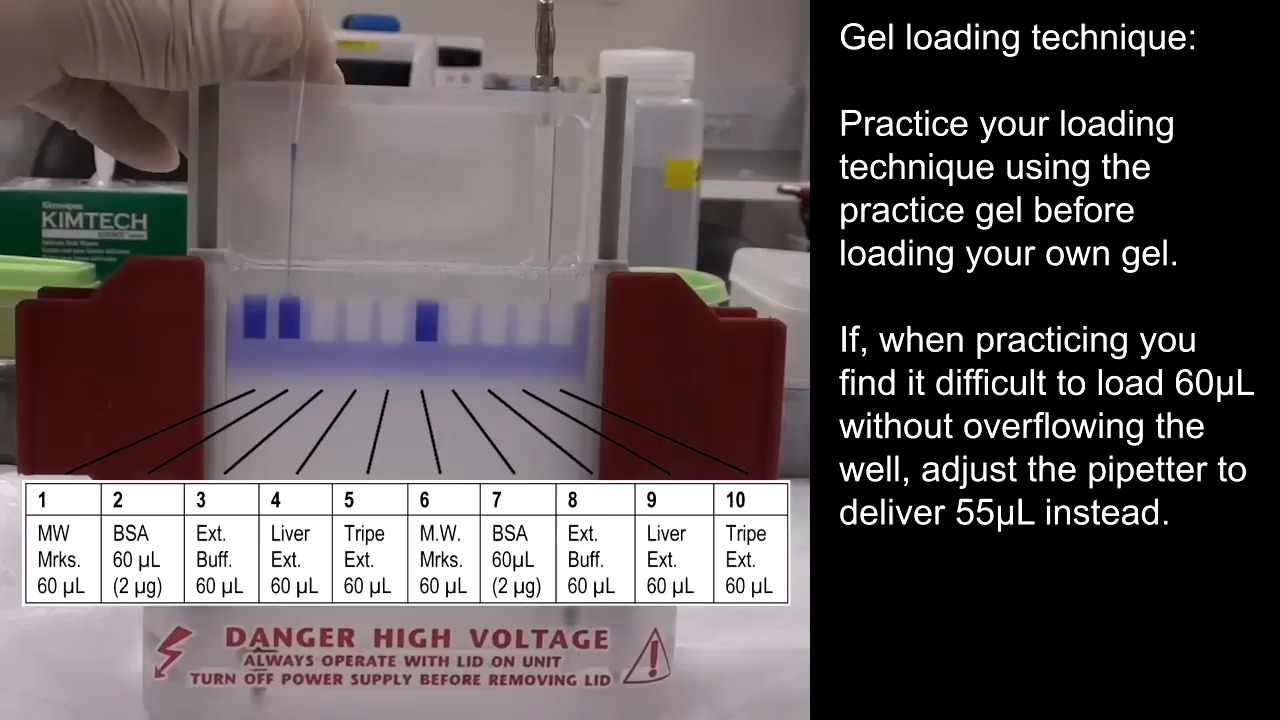 Gel loading technique:
Practice your loading
technique using the
practice gel before
loading your own gel.
If, when practicing you
find it difficult to load 60µL
without overflowing the
well, adjust the pipetter to
deliver 55µL instead.
KIMTECH
1 2 3 4 5 6 7 8 9 10
MW BSA Ext. Liver Tripe M.W. BSA Ext. Liver Tripe
Mrks. 60 µL Buff. Ext. Ext. Mrks. 60µL Buff. Ext. Ext.
60 µL (2 µg) 60 µL 60 µL 60 µL 60 µL (2 µg) 60 µL 60 µL 60 µL
DANGER HIGH VOLTAGE
ALWAYS OPERATE WITH LID ON UNIT
TURN OFF POWER SUPPLY BEFORE REMOVING LID